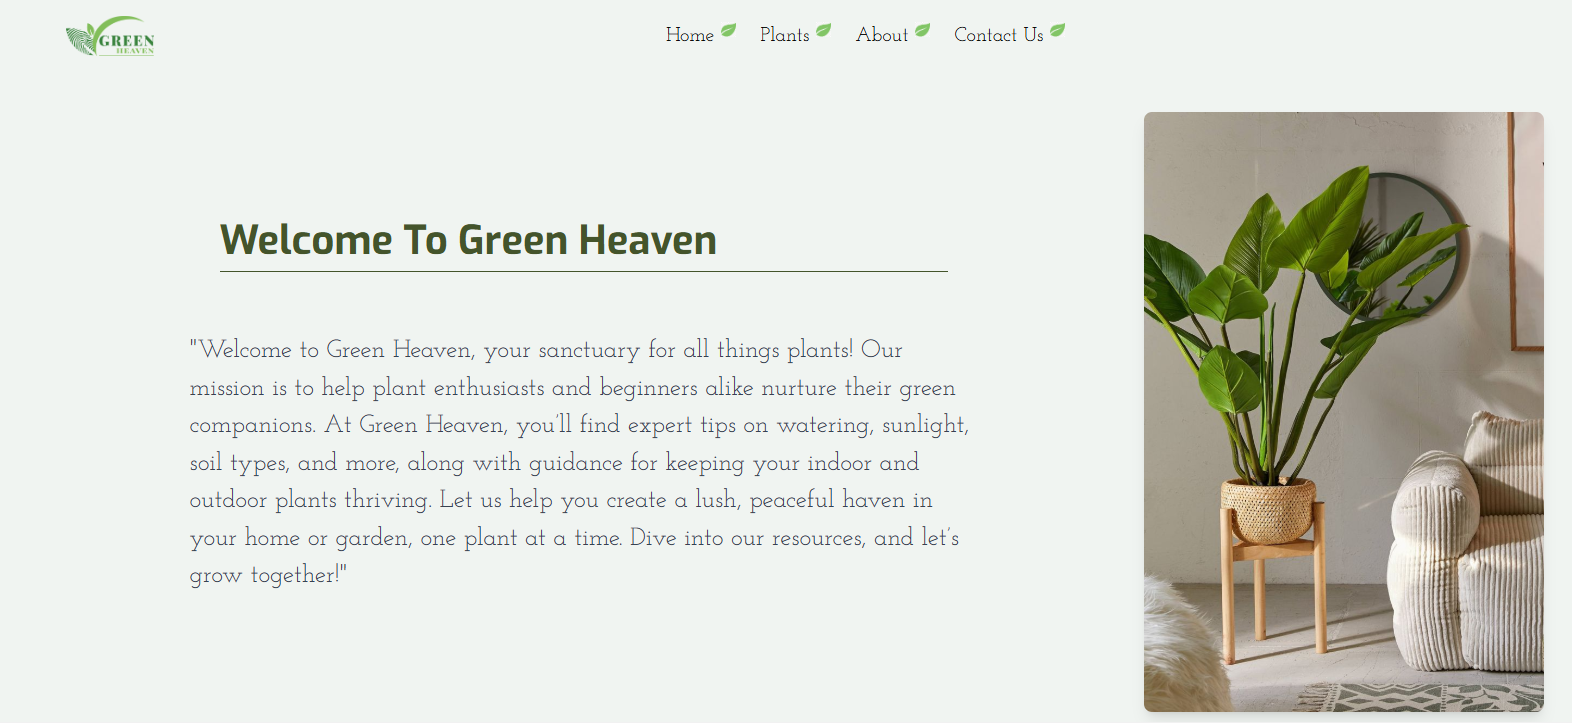 GREEN
HEAVEN
Home Plants About Contact Us
Welcome To Green Heaven
"Welcome to Green Heaven, your sanctuary for all things plants! Our
mission is to help plant enthusiasts and beginners alike nurture their green
companions. At Green Heaven, you'll find expert tips on watering, sunlight,
soil types, and more, along with guidance for keeping your indoor and
outdoor plants thriving. Let us help you create a lush, peaceful haven in
your home or garden, one plant at a time. Dive into our resources, and let's
grow together!"